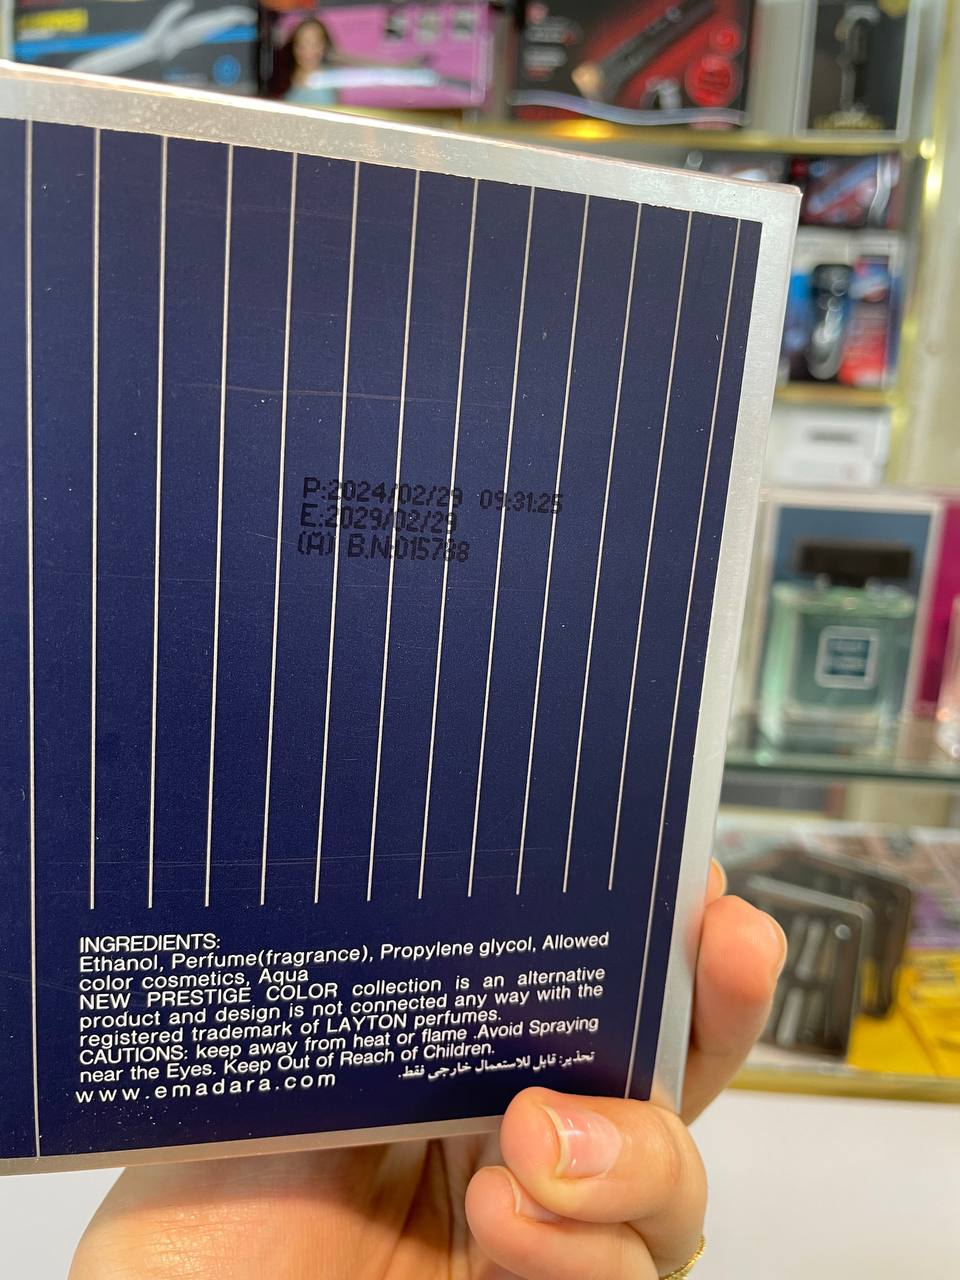 P:2024/02/29 09:31:25
E:2029/02/29
(A) B.N:015788
INGREDIENTS:
Ethanol, Perfume(fragrance), Propylene glycol, Allowed
color cosmetics, Aqua
NEW PRESTIGE COLOR collection is an alternative
product and design is not connected any way with the
registered trademark of LAYTON perfumes.
CAUTIONS: keep away from heat or flame .Avoid Spraying
near the Eyes. Keep Out of Reach of Children.
تحذير: قابل للاستعمال خارجي فقط.
www.emadara.com